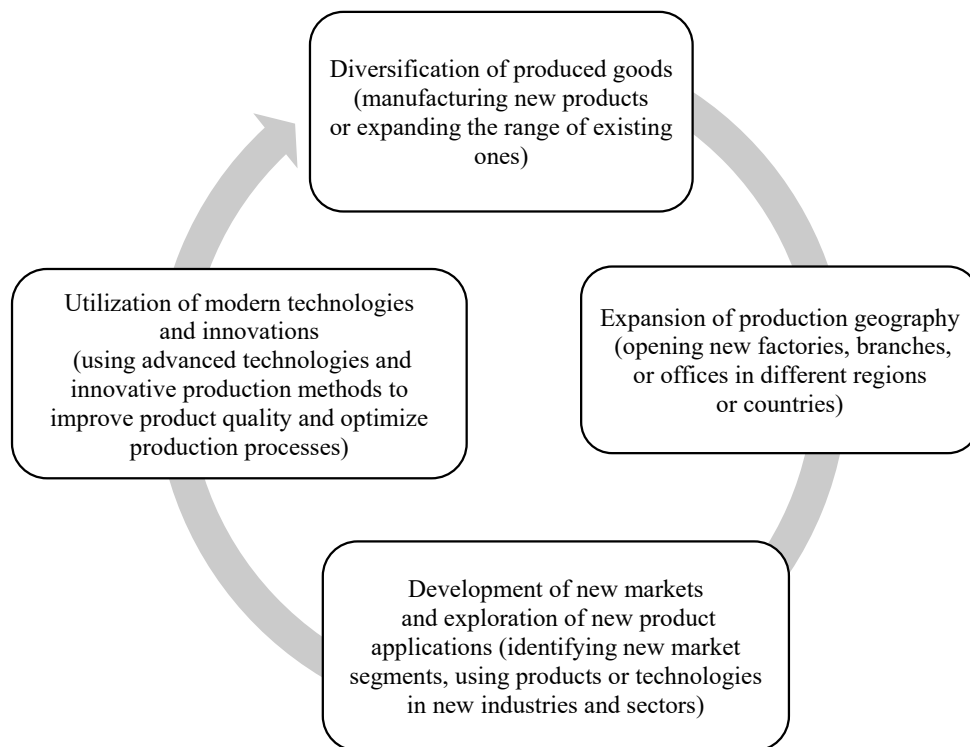 Diversification of produced goods
(manufacturing new products
or expanding the range of existing
ones)
Expansion of production geography
(opening new factories, branches,
or offices in different regions
or countries)
Development of new markets
and exploration of new product
applications (identifying new market
segments, using products or technologies
in new industries and sectors)
Utilization of modern technologies
and innovations
(using advanced technologies and
innovative production methods to
improve product quality and optimize
production processes)